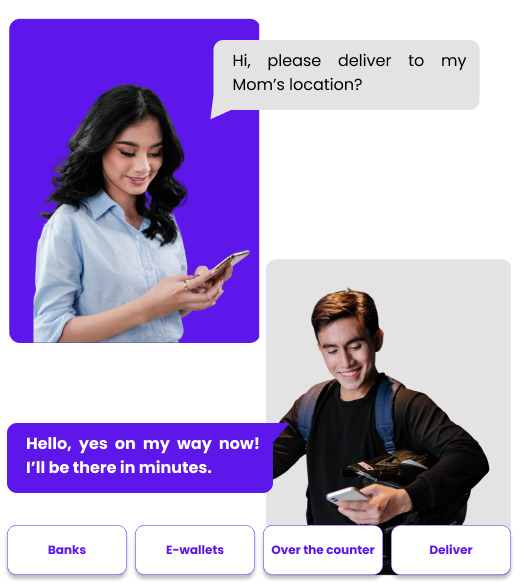 Hi, please deliver to my
Mom's location?
Hello, yes on my way now!
I'll be there in minutes.
Banks
E-wallets
Over the counter
Deliver